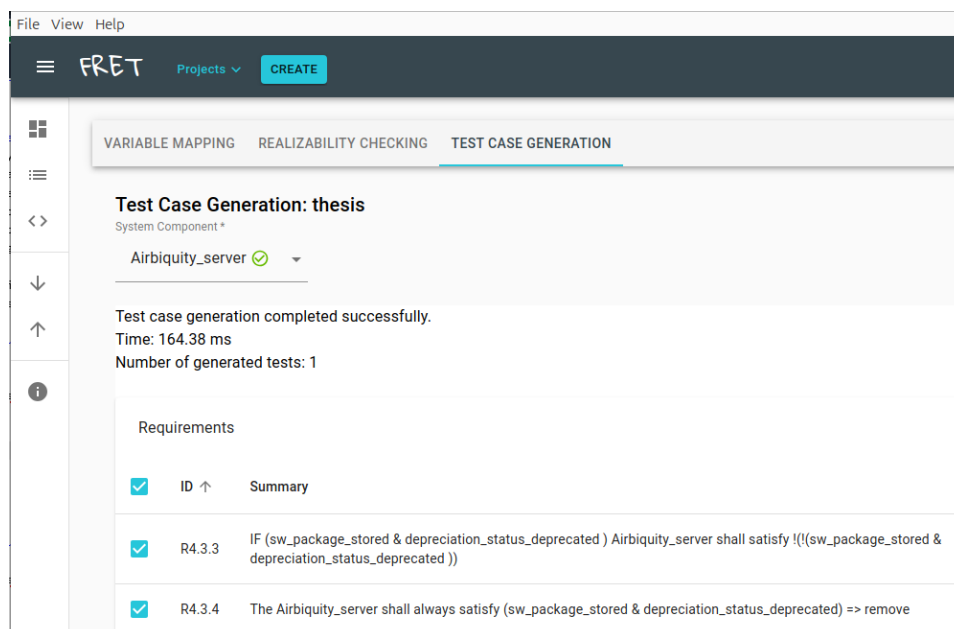 File View Help
FRET Projects CREATE
VARIABLE MAPPING REALIZABILITY CHECKING TEST CASE GENERATION
Test Case Generation: thesis
System Component *
Airbiquity_server
Test case generation completed successfully.
Time: 164.38 ms
Number of generated tests: 1
Requirements
ID Summary
R4.3.3 IF (sw_package_stored & depreciation_status_deprecated ) Airbiquity_server shall satisfy !(!(sw_package_stored &
depreciation_status_deprecated ))
R4.3.4 The Airbiquity_server shall always satisfy (sw_package_stored & depreciation_status_deprecated) => remove